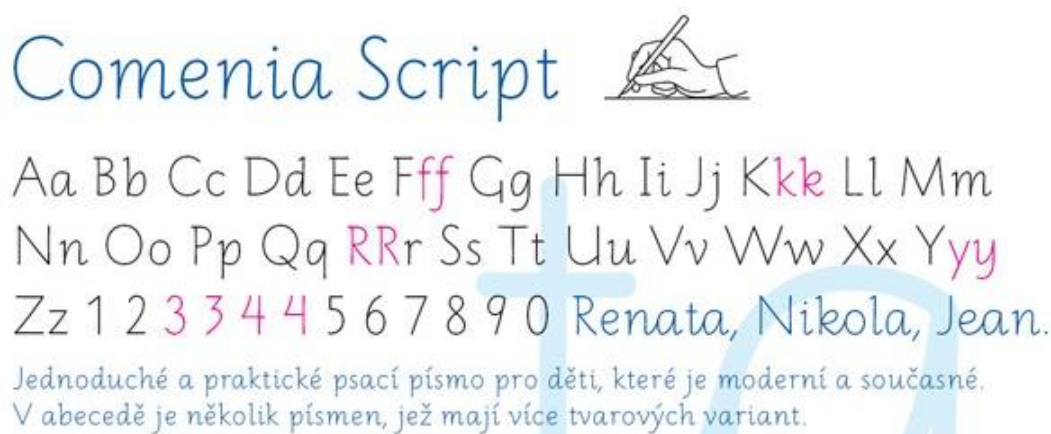 Comenia Script
Aa Bb Cc Dd Ee Fff Gg Hh Ii Jj Kkk Ll Mm
Nn Oo Pp Qq RRr Ss Tt Uu Vv Ww Xx Yyy
Zz 1 2 3 3 4 4 5 6 7 8 9 0 Renata, Nikola, Jean.
Jednoduché a praktické psací písmo pro děti, které je moderní a současné.
V abecedě je několik písmen, jež mají více tvarových variant.